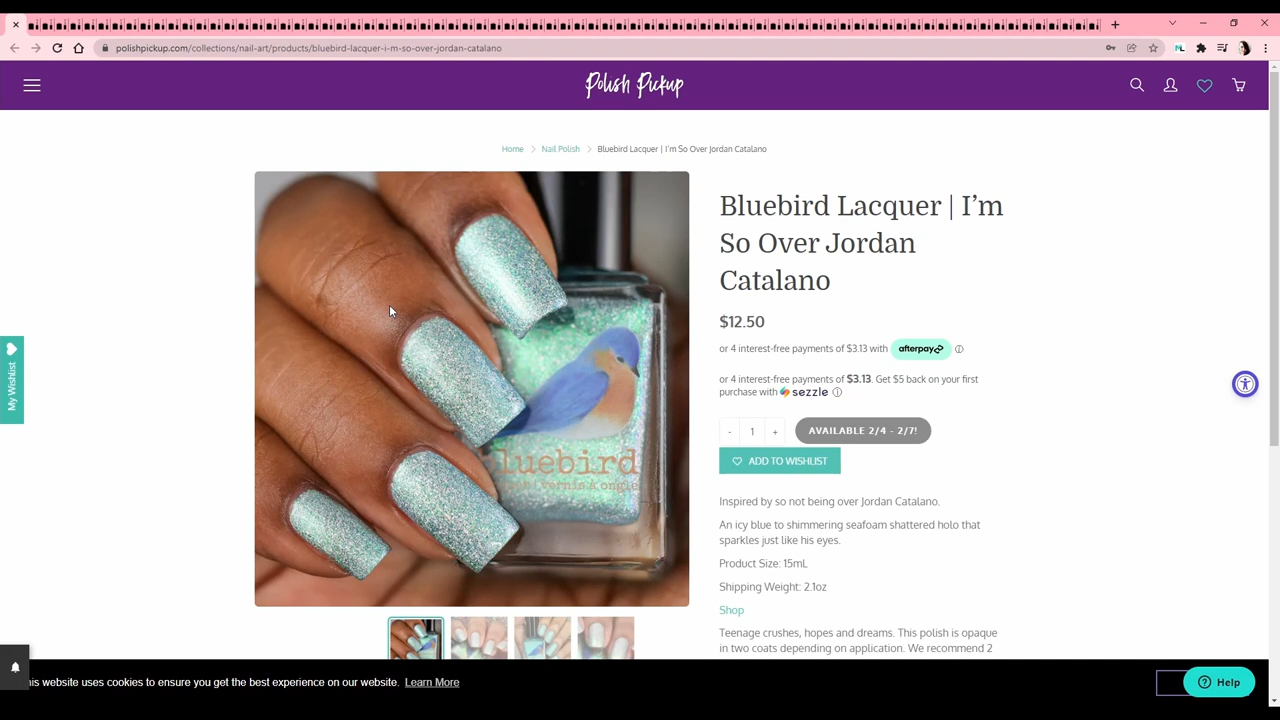 polishpickup.com/collections/nail-art/products/bluebird-lacquer-i-m-so-over-jordan-catalano
Polish Pickup
Home > Nail Polish > Bluebird Lacquer | I'm So Over Jordan Catalano
Bluebird Lacquer | I'm
So Over Jordan
Catalano
$12.50
or 4 interest-free payments of $3.13 with afterpay
or 4 interest-free payments of $3.13. Get $5 back on your first
purchase with sezzle
- 1 + AVAILABLE 2/4 - 2/7!
ADD TO WISHLIST
Inspired by so not being over Jordan Catalano.
An icy blue to shimmering seafoam shattered holo that
sparkles just like his eyes.
Product Size: 15mL
Shipping Weight: 2.1oz
Shop
Teenage crushes, hopes and dreams. This polish is opaque
in two coats depending on application. We recommend 2
My Wishlist
luebird
vernis à ongle
his website uses cookies to ensure you get the best experience on our website. Learn More
Help